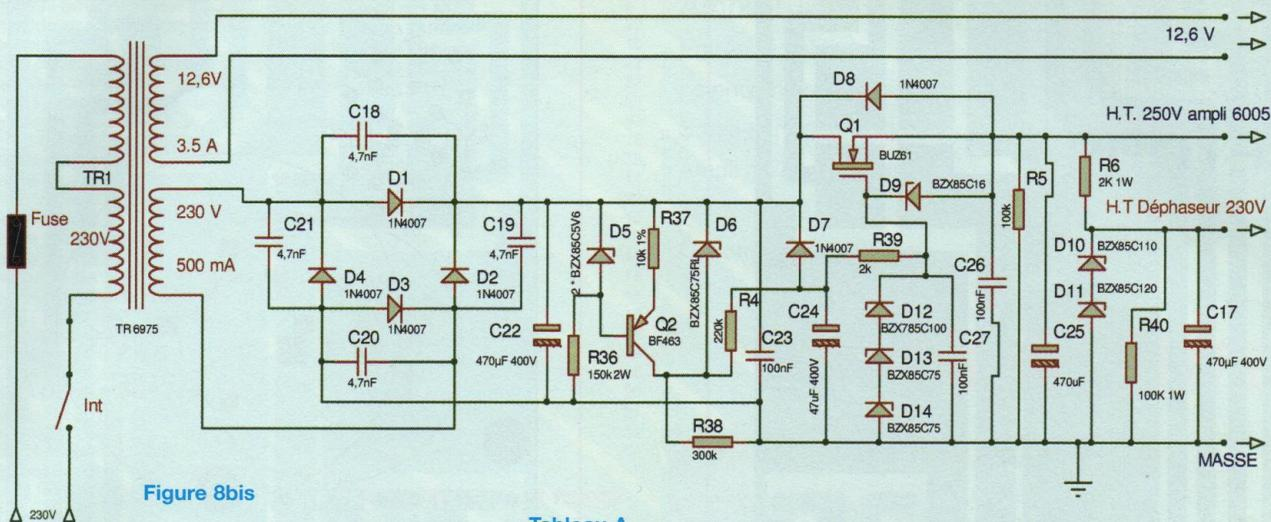 12,6 V
D8
1N4007
12,6V
C18
Q1
H.T. 250V ampli 6005
3.5 A
4,7nF
BUZ61
TR1
D1
R5
R6
2K 1W
D9
BZX85C16
Fuse
230 V
1N4007
100k
H.T Déphaseur 230V
230V
C21
C19
2 * BZX85C5V6
D5
R37
10k 1%
D6
BZX85C75RL
D7
1N4007
R39
D10
BZX85C110
4,7nF
4,7nF
2k
500 mA
D4
D3
D2
C26
D11
BZX85C120
1N4007
1N4007
1N4007
R4
220k
D12
BZX785C100
100nF
C17
C22
Q2
BF463
C24
R40
TR 6975
C20
470µF 400V
R36
150k 2W
C23
100nF
D13
BZX85C75
C27
100nF
C25
470µF 400V
4,7nF
47uF 400V
470uF
Int
D14
BZX85C75
100K 1W
R38
300k
MASSE
Figure 8bis
230V
Tableau A